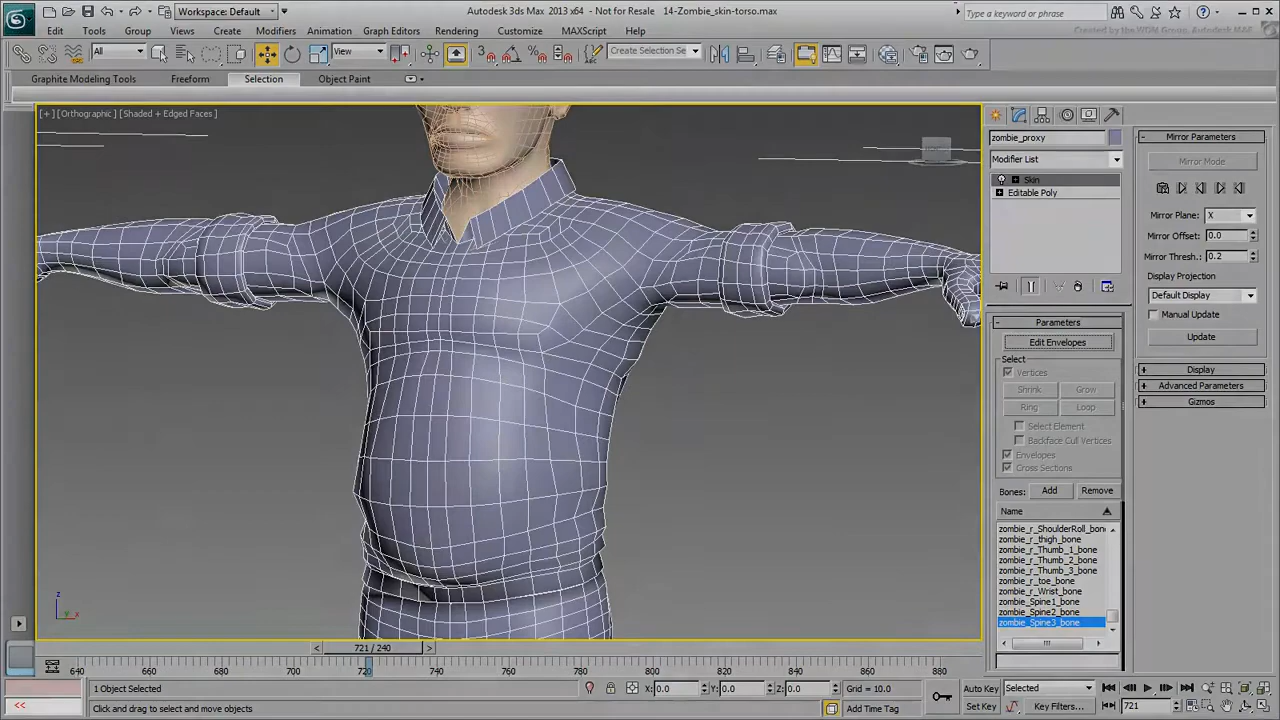 Workspace: Default
Autodesk 3ds Max 2013 x64 - Not for Resale 14-Zombie_skin-torso.max
Type a keyword or phrase
Edit Tools Group Views Create Modifiers Animation Graph Editors Rendering Customize MAXScript Help
All View Create Selection Se
Graphite Modeling Tools Freeform Selection Object Paint
[+] [Orthographic] [Shaded + Edged Faces]
zombie_proxy
Modifier List
Skin
Editable Poly
Parameters
Edit Envelopes
Select
Vertices
Shrink Grow
Ring Loop
Select Element
Backface Cull Vertices
Envelopes
Cross Sections
Bones: Add Remove
Name
zombie_r_ShoulderRoll_bone
zombie_r_thigh_bone
zombie_r_Thumb_1_bone
zombie_r_Thumb_2_bone
zombie_r_Thumb_3_bone
zombie_r_toe_bone
zombie_r_Wrist_bone
zombie_Spine1_bone
zombie_Spine2_bone
zombie_Spine3_bone
Mirror Parameters
Mirror Mode
Mirror Plane: X
Mirror Offset: 0.0
Mirror Thresh.: 0.2
Display Projection
Default Display
Manual Update
Update
Display
Advanced Parameters
Gizmos
z
y x
721 / 240
720 740 760 780 800 820 840 860 880
1 Object Selected X: 0.0 Y: 0.0 Z: 0.0 Grid = 10.0 Auto Key Selected
Click and drag to select and move objects Add Time Tag Set Key Key Filters... 721